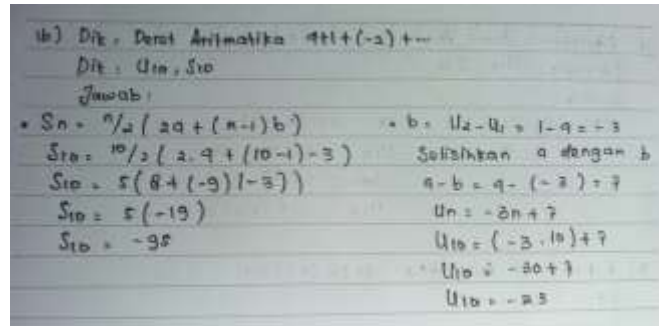 1b) Dik : Deret Aritmatika 4+1+(-2)+...
Dit : U10, S10
Jawab :
• Sn = n/2 (2a + (n-1)b)
S10 = 10/2 (2.4 + (10-1)-3)
S10 = 5(8+(-9)(-3))
S10 = 5(-19)
S10 = -95
• b = U2-U1 = 1-4 = -3
Selisihkan a dengan b
4-b = 4-(-3) = 7
Un = -3n+7
U10 = (-3.10)+7
U10 = -30+7
U10 = -23